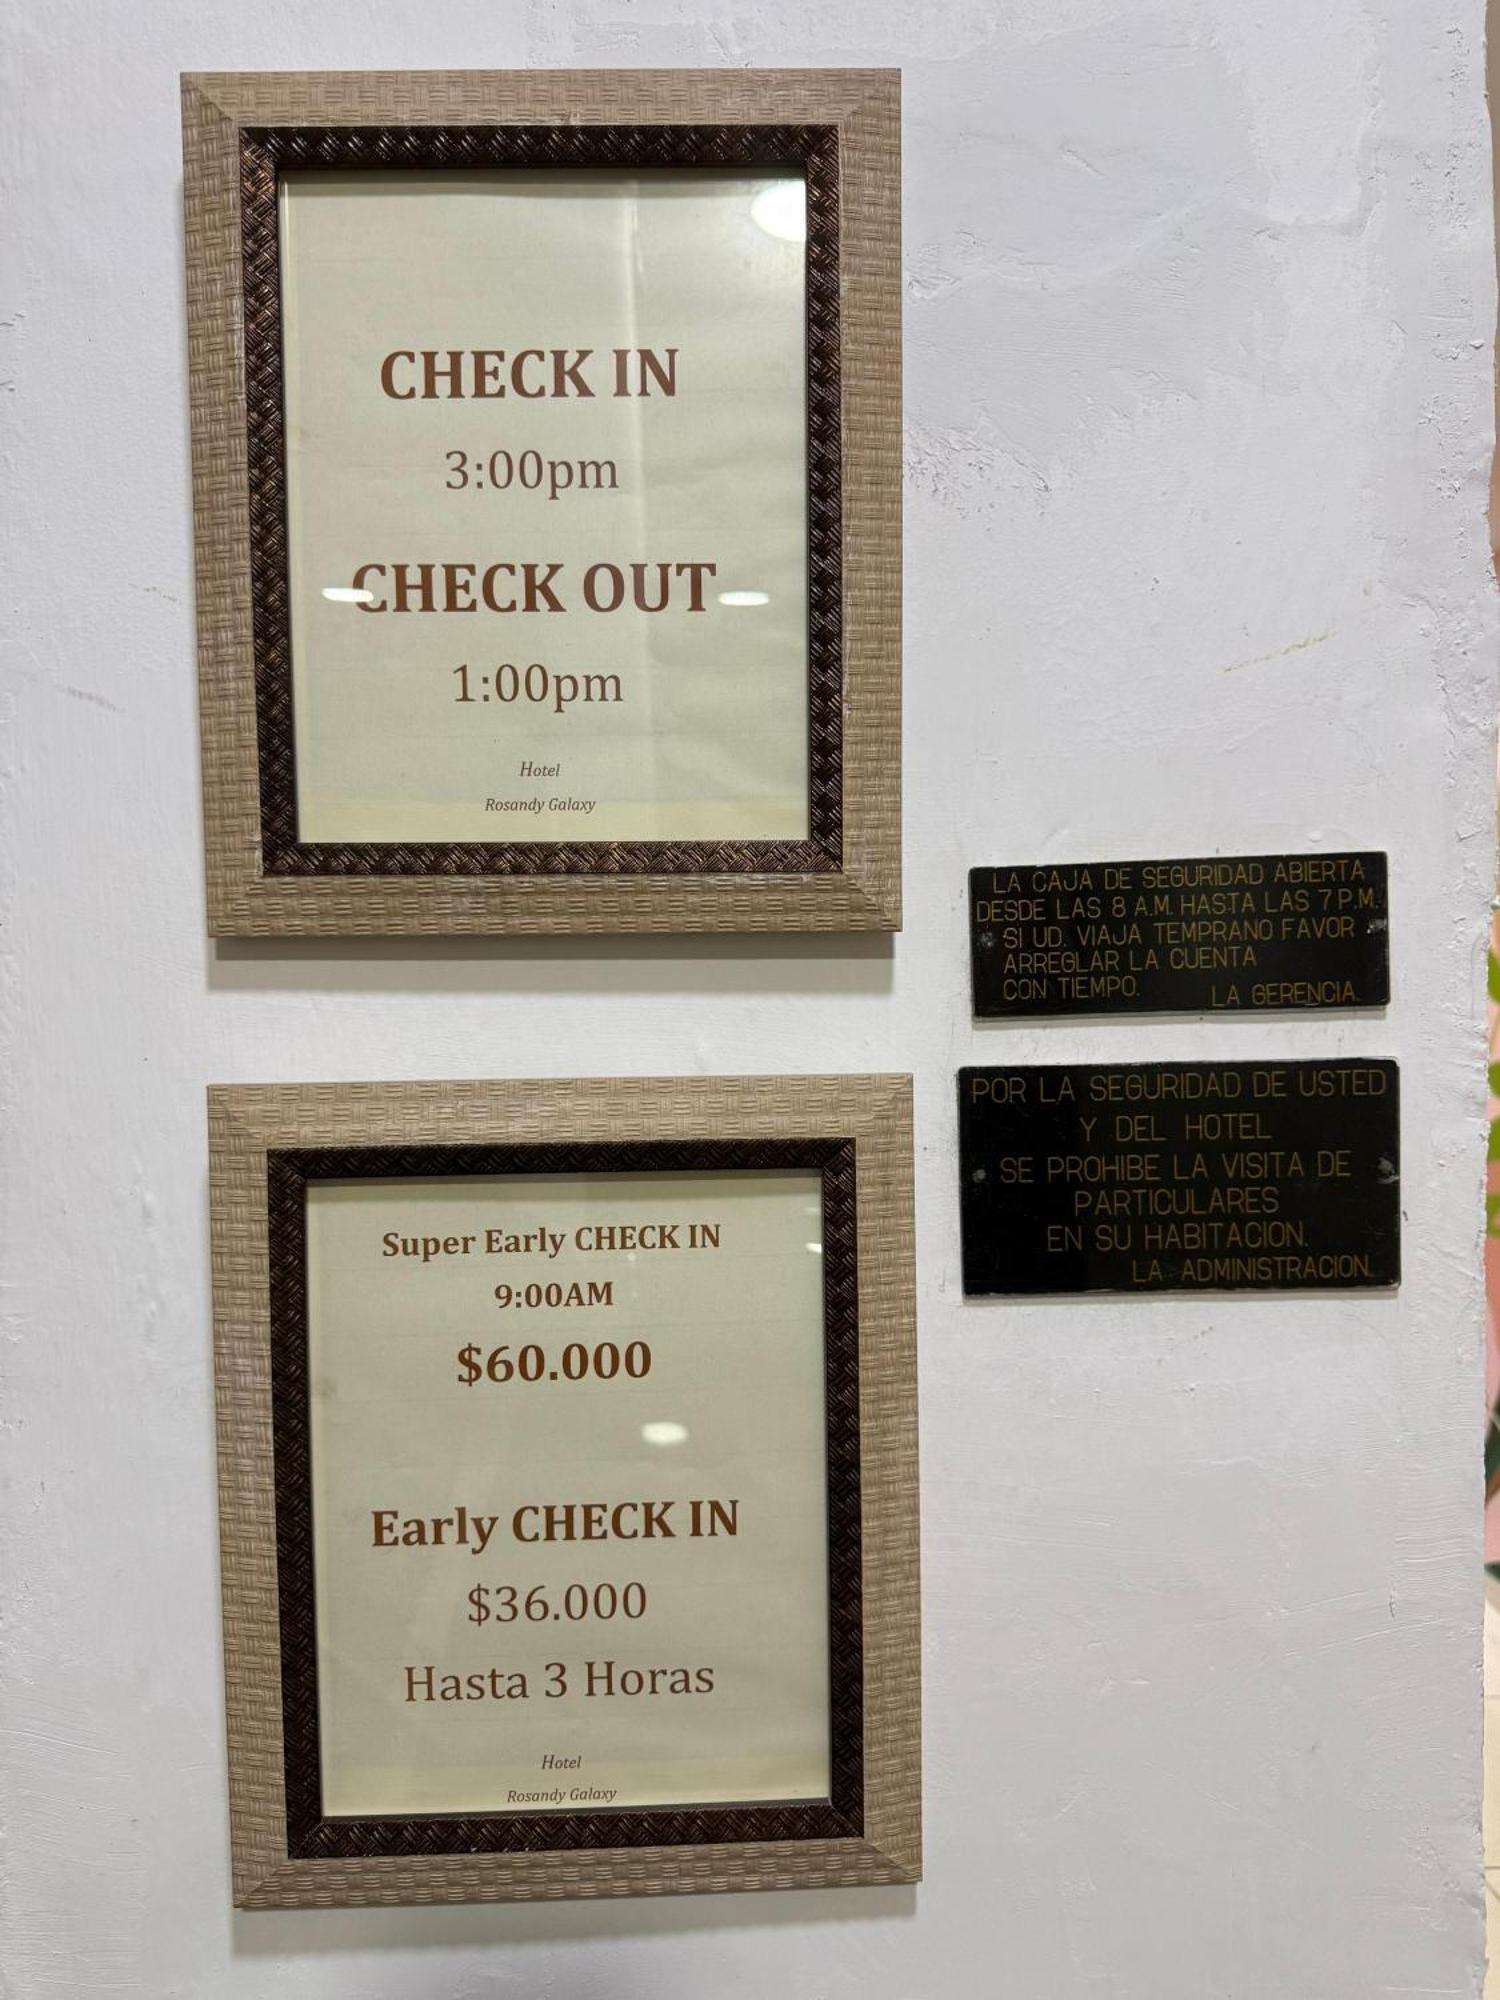 CHECK IN
3:00pm
CHECK OUT
1:00pm
Hotel
Rosandy Galaxy
LA CAJA DE SEGURIDAD ABIERTA
DESDE LAS 8 A.M. HASTA LAS 7 P.M.
SI UD. VIAJA TEMPRANO FAVOR
ARREGLAR LA CUENTA
CON TIEMPO. LA GERENCIA.
POR LA SEGURIDAD DE USTED
Y DEL HOTEL
SE PROHIBE LA VISITA DE
PARTICULARES
EN SU HABITACION.
LA ADMINISTRACION.
Super Early CHECK IN
9:00AM
$60.000
Early CHECK IN
$36.000
Hasta 3 Horas
Hotel
Rosandy Galaxy